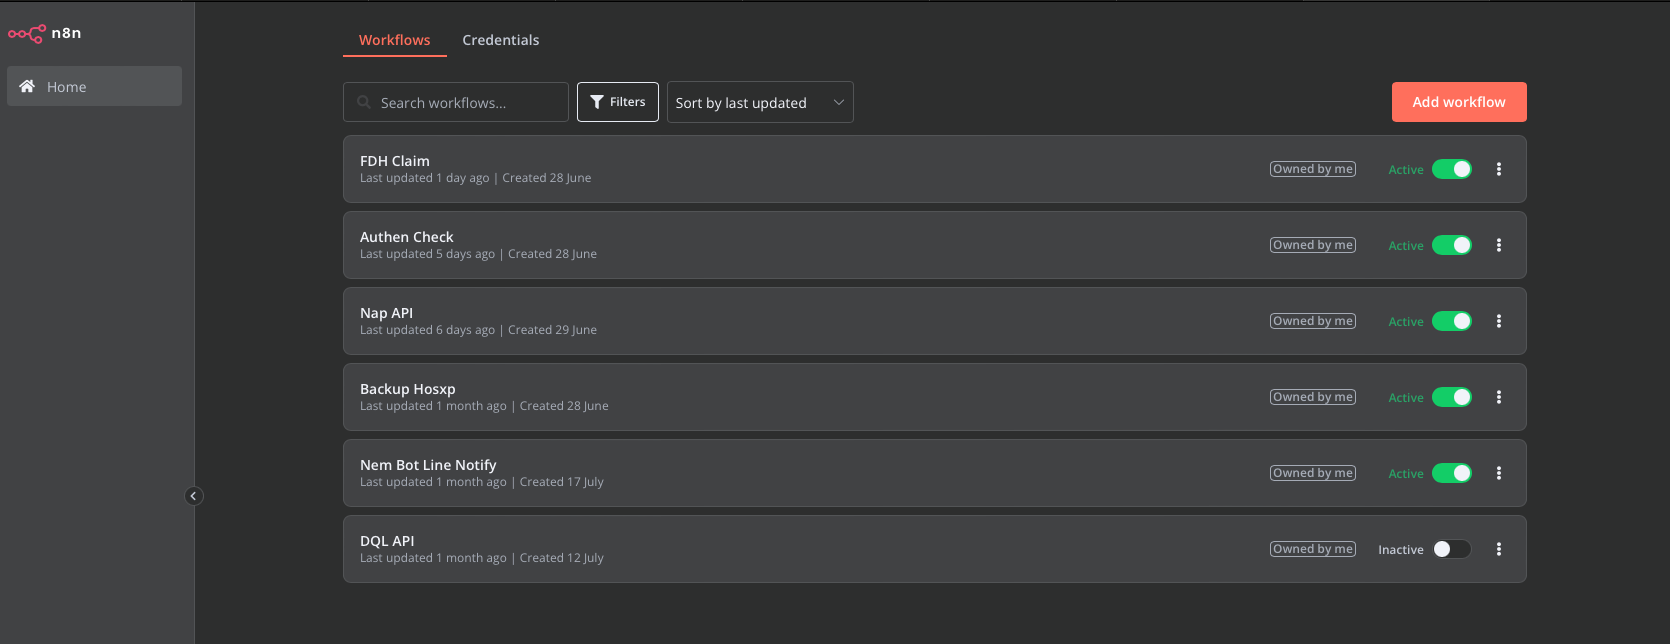 n8n
Home
Workflows
Credentials
Search workflows...
Filters
Sort by last updated
Add workflow
FDH Claim
Last updated 1 day ago | Created 28 June
Owned by me
Active
Authen Check
Last updated 5 days ago | Created 28 June
Owned by me
Active
Nap API
Last updated 6 days ago | Created 29 June
Owned by me
Active
Backup Hosxp
Last updated 1 month ago | Created 28 June
Owned by me
Active
Nem Bot Line Notify
Last updated 1 month ago | Created 17 July
Owned by me
Active
DQL API
Last updated 1 month ago | Created 12 July
Owned by me
Inactive